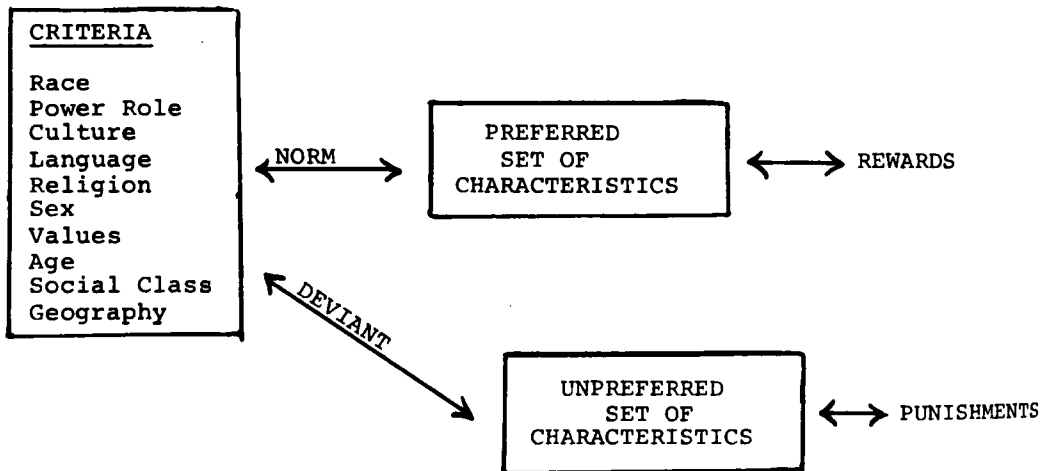 CRITERIA
Race
Power Role
Culture
Language
Religion
Sex
Values
Age
Social Class
Geography
NORM
PREFERRED
SET OF
CHARACTERISTICS
REWARDS
DEVIANT
UNPREFERRED
SET OF
CHARACTERISTICS
PUNISHMENTS